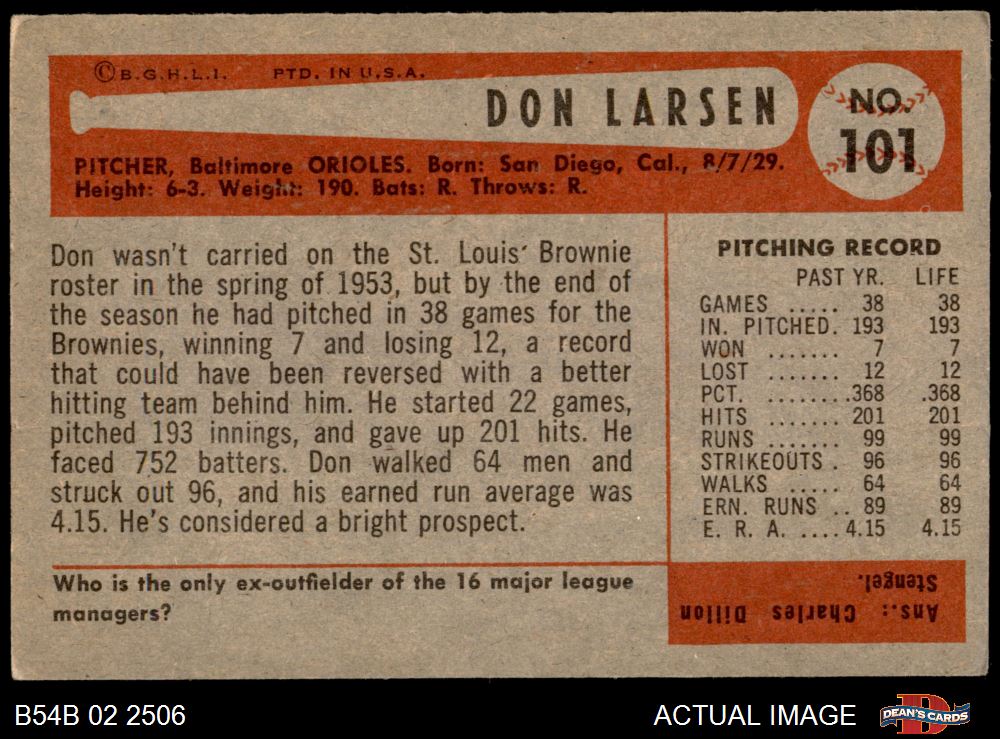 ©B.G.H.L.I. PTD. IN U.S.A.
DON LARSEN
NO.
101
PITCHER, Baltimore ORIOLES. Born: San Diego, Cal., 8/7/29.
Height: 6-3. Weight: 190. Bats: R. Throws: R.
Don wasn't carried on the St. Louis Brownie
roster in the spring of 1953, but by the end of
the season he had pitched in 38 games for the
Brownies, winning 7 and losing 12, a record
that could have been reversed with a better
hitting team behind him. He started 22 games,
pitched 193 innings, and gave up 201 hits. He
faced 752 batters. Don walked 64 men and
struck out 96, and his earned run average was
4.15. He's considered a bright prospect.
PITCHING RECORD
PAST YR. LIFE
GAMES ..... 38 38
IN. PITCHED. 193 193
WON ....... 7 7
LOST ....... 12 12
PCT. ........368 .368
HITS ....... 201 201
RUNS ....... 99 99
STRIKEOUTS . 96 96
WALKS ..... 64 64
ERN. RUNS .. 89 89
E. R. A. ....4.15 4.15
Who is the only ex-outfielder of the 16 major league
managers?
Ans.: Charles Dillon
Stengel.
B54B 02 2506
ACTUAL IMAGE
DEAN'S CARDS